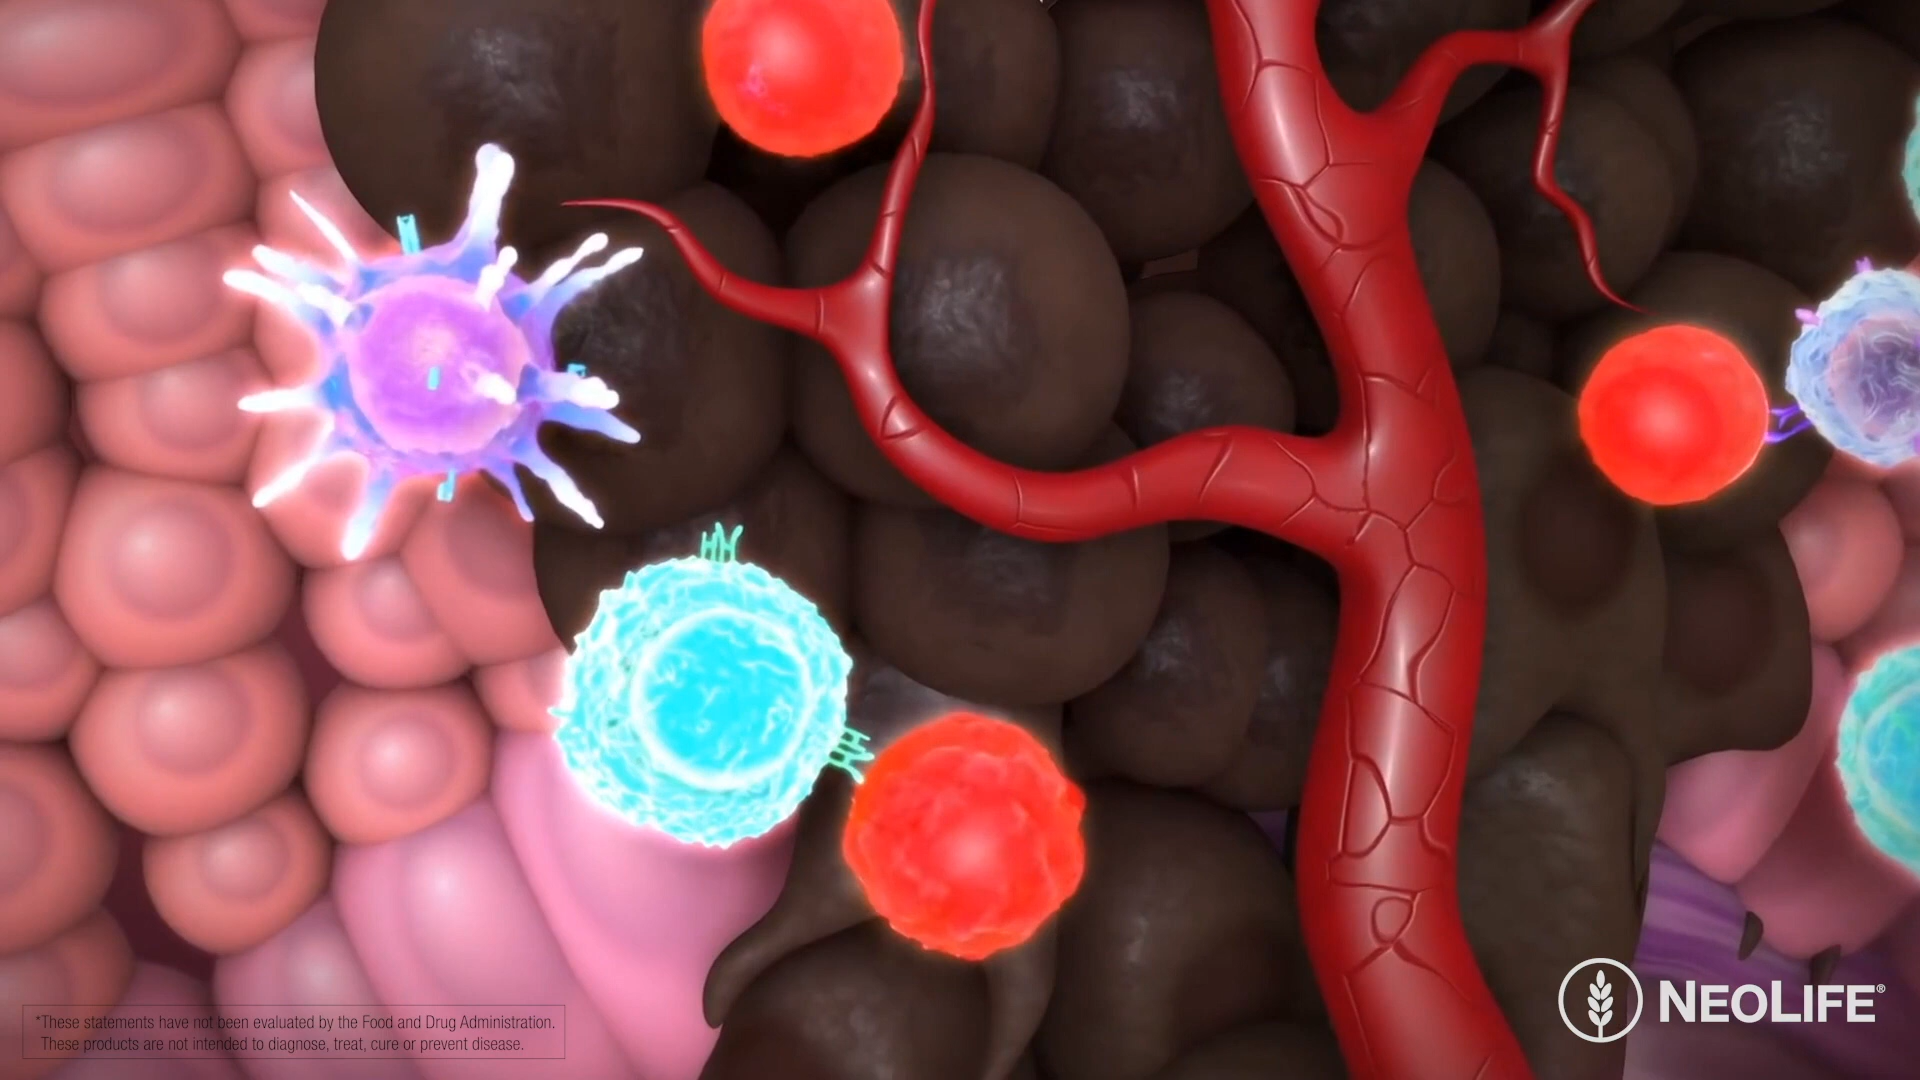 *These statements have not been evaluated by the Food and Drug Administration.
These products are not intended to diagnose, treat, cure or prevent disease.
NEOLIFE®